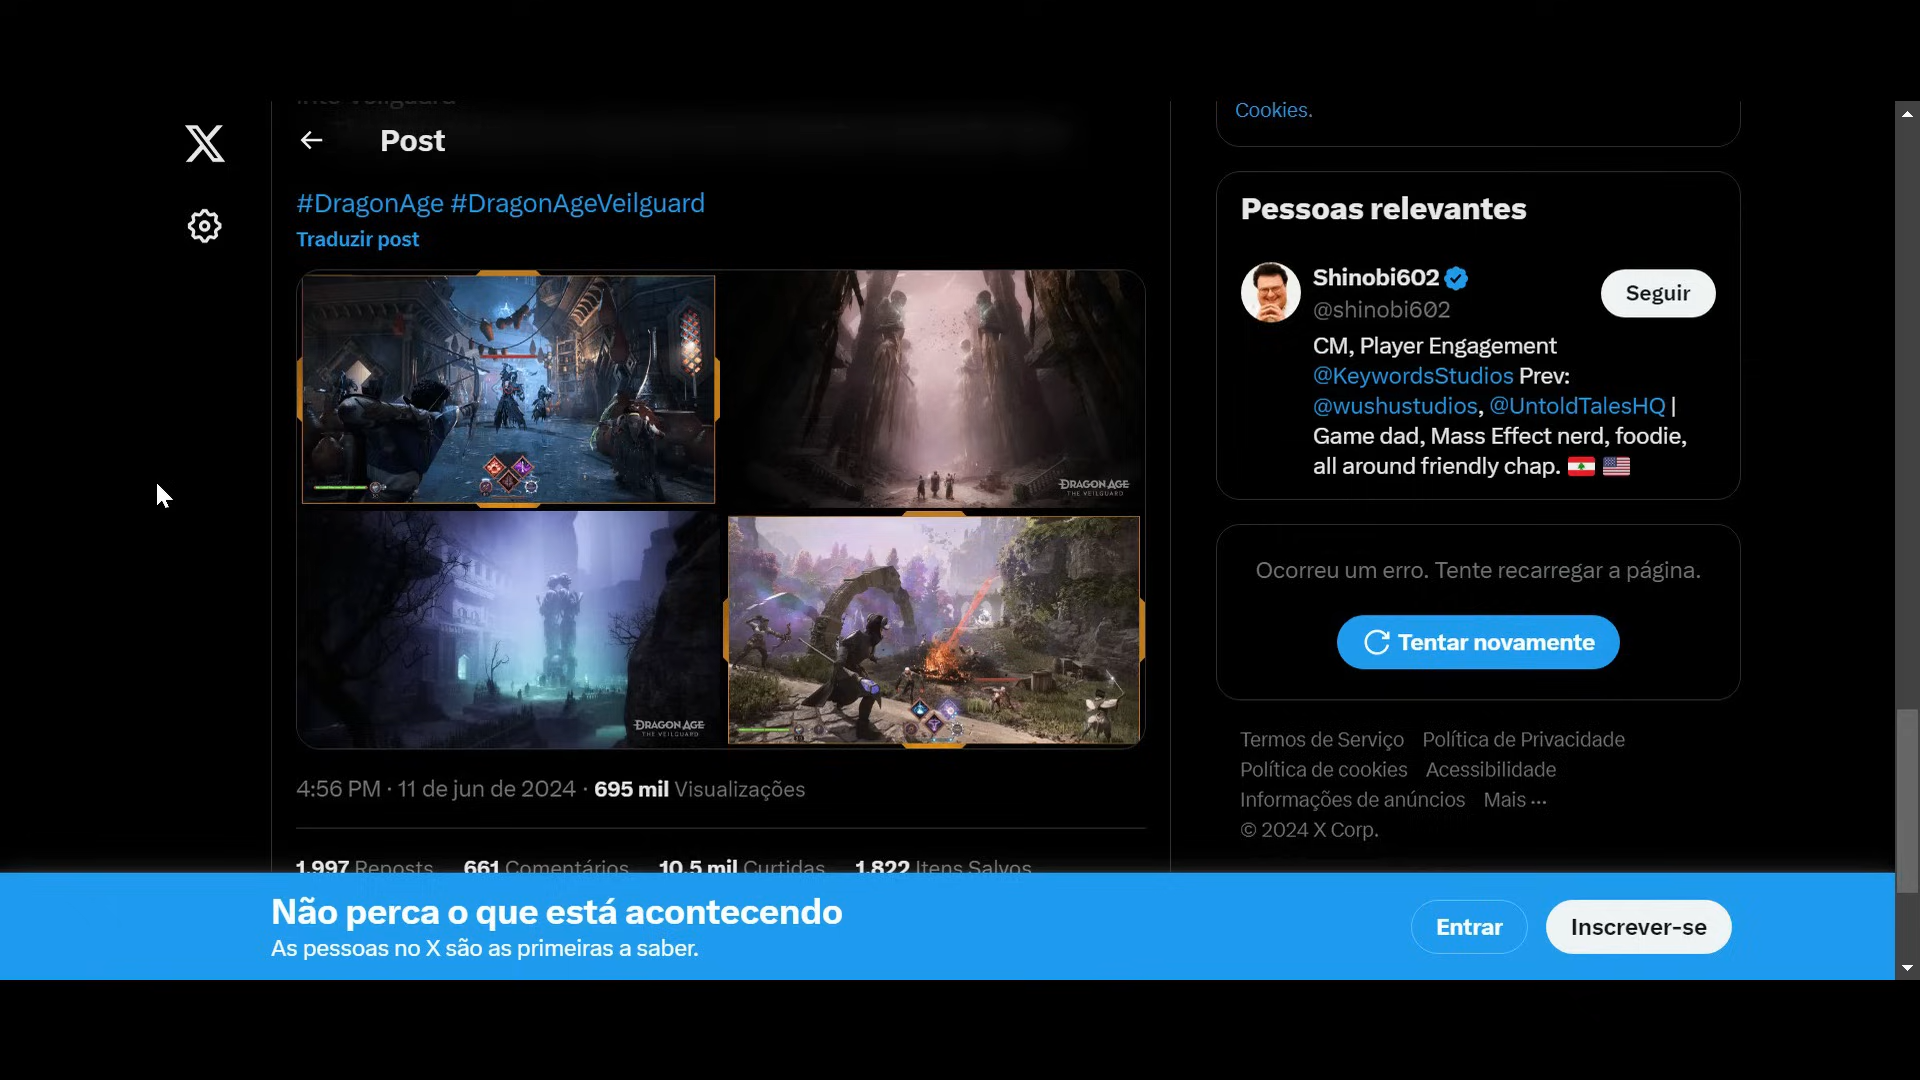 Post
#DragonAge #DragonAgeVeilguard
Traduzir post
DRAGON AGE
THE VEILGUARD
DRAGON AGE
THE VEILGUARD
4:56 PM · 11 de jun de 2024 · 695 mil Visualizações
1.997 Reposts 661 Comentários 10,5 mil Curtidas 1.822 Itens Salvos
Cookies.
Pessoas relevantes
Shinobi602
@shinobi602
Seguir
CM, Player Engagement
@KeywordsStudios Prev:
@wushustudios, @UntoldTalesHQ |
Game dad, Mass Effect nerd, foodie,
all around friendly chap.
Ocorreu um erro. Tente recarregar a página.
Tentar novamente
Termos de Serviço Política de Privacidade
Política de cookies Acessibilidade
Informações de anúncios Mais ···
© 2024 X Corp.
Não perca o que está acontecendo
As pessoas no X são as primeiras a saber.
Entrar
Inscrever-se